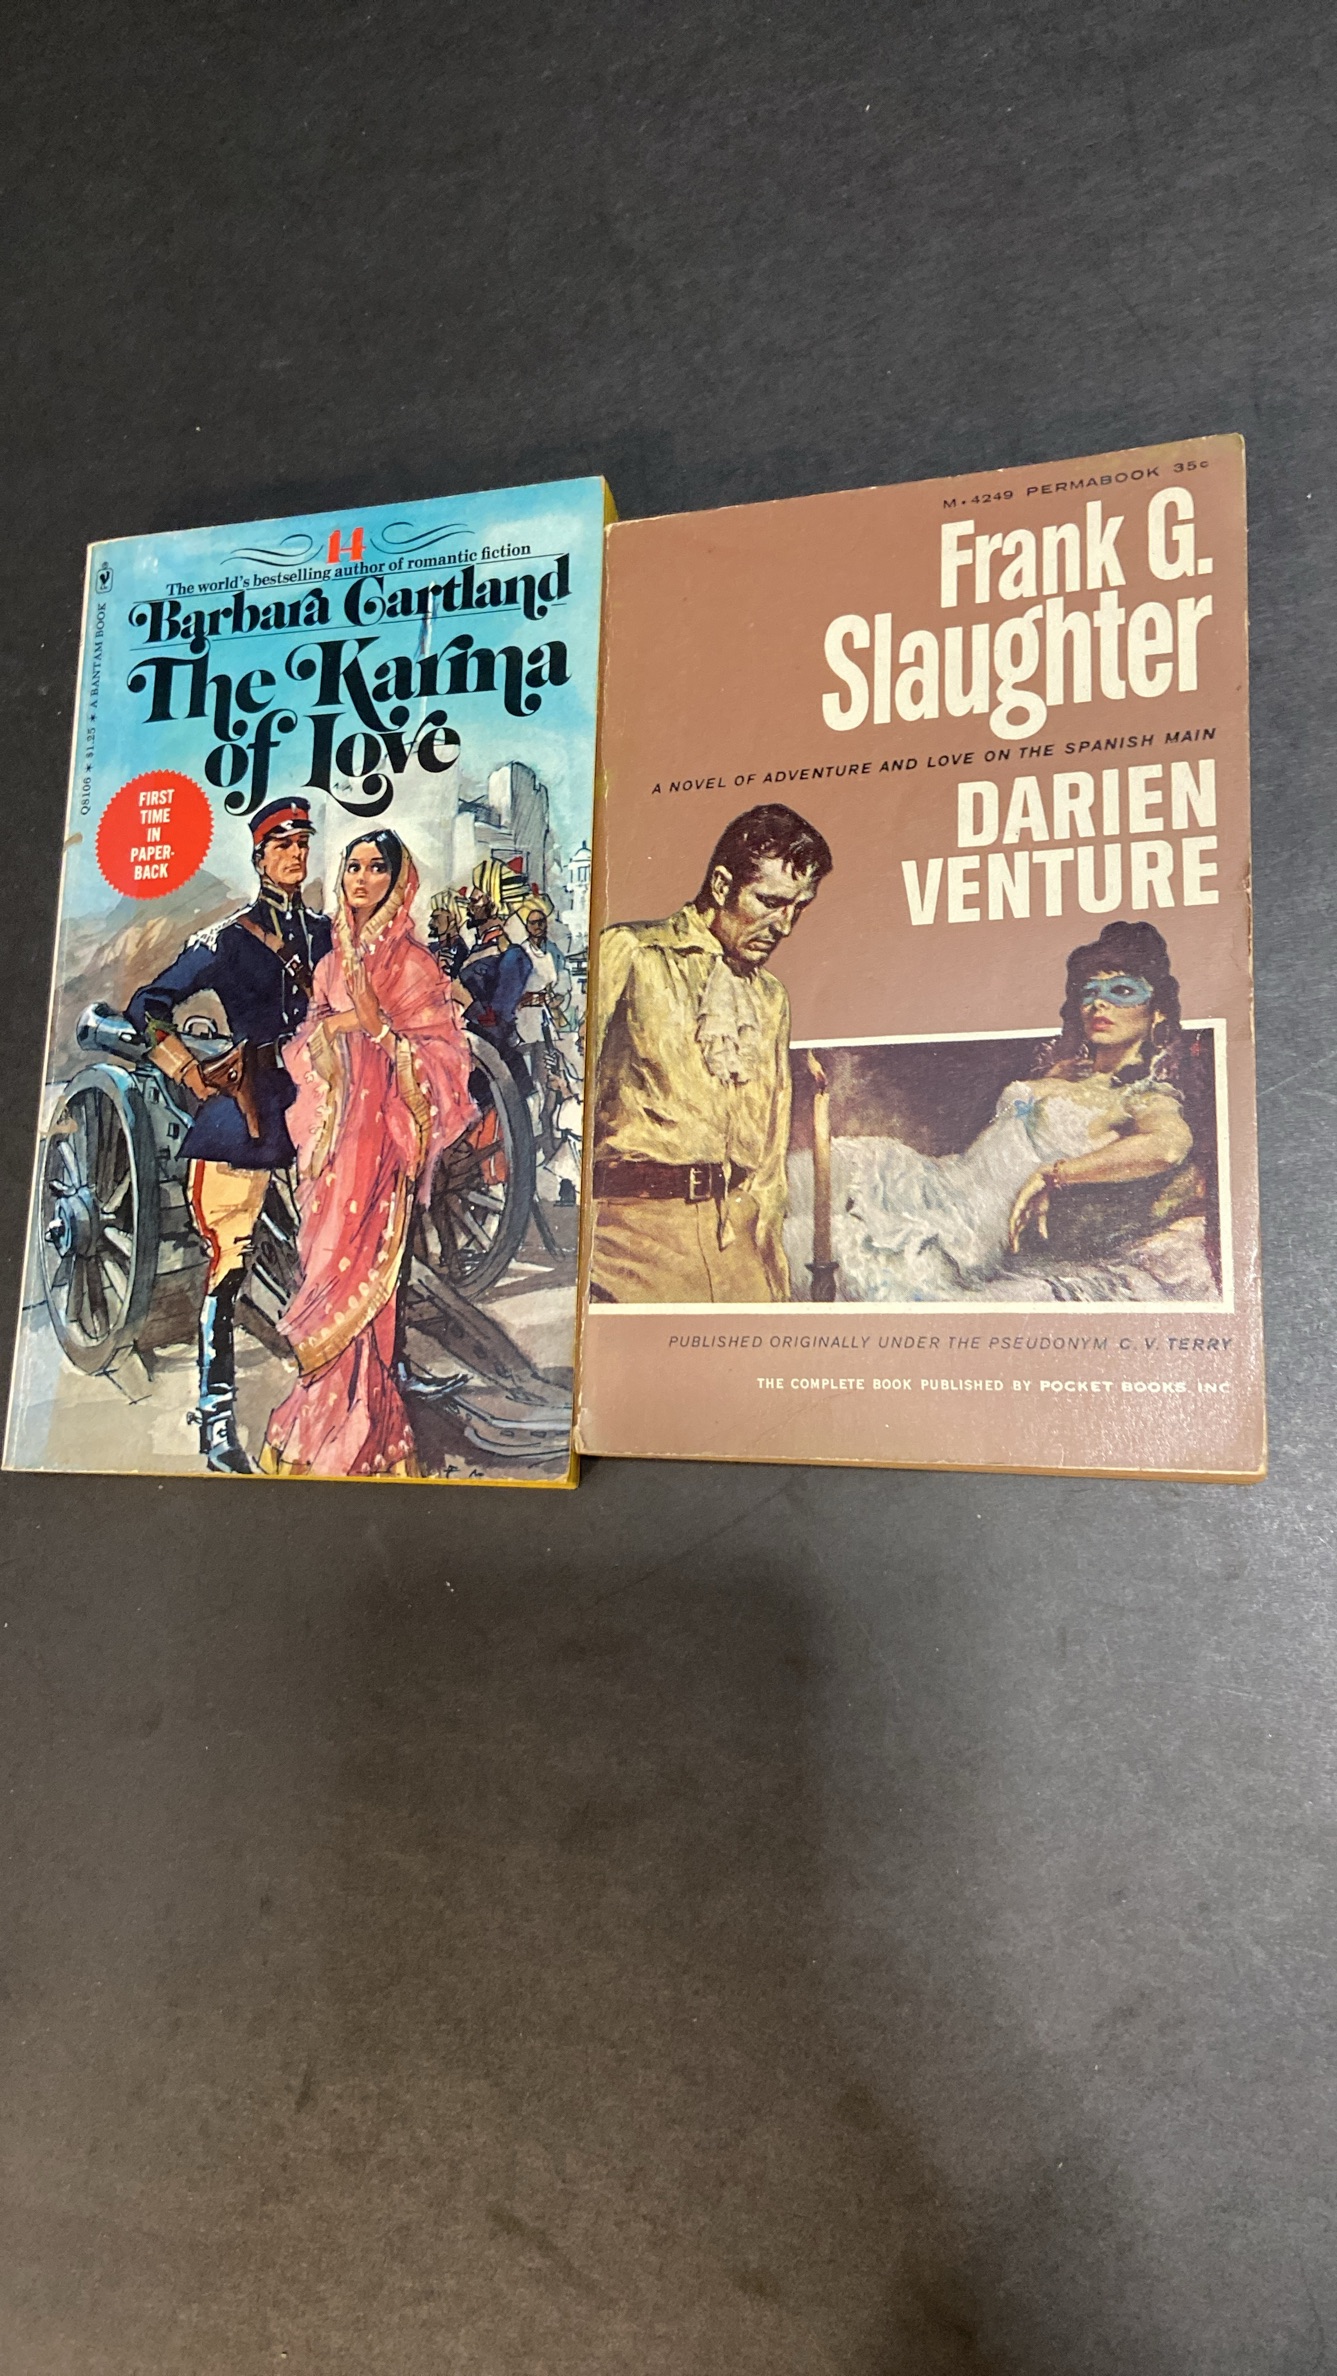 14
The world's bestselling author of romantic fiction
Barbara Cartland
The Karma
of Love
Q8106 * $1.25 * A BANTAM BOOK
FIRST
TIME
IN
PAPER-
BACK
M·4249 PERMABOOK 35c
Frank G.
Slaughter
A NOVEL OF ADVENTURE AND LOVE ON THE SPANISH MAIN
DARIEN
VENTURE
PUBLISHED ORIGINALLY UNDER THE PSEUDONYM C. V. TERRY
THE COMPLETE BOOK PUBLISHED BY POCKET BOOKS, INC